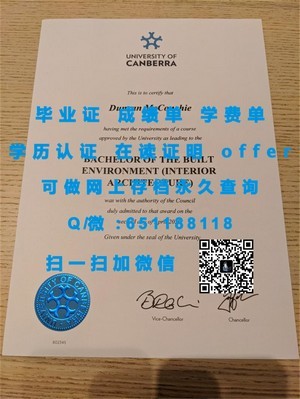 UNIVERSITY OF
CANBERRA
This is to certify that
毕业证 成绩单 学费单
having met the requirements of a course
approved by the University as leading to the
学历认证 在读证明 offer
BACHELOR OF THE BUILT
ENVIRONMENT (INTERIOR
可做网上存档永久查询
was with the authority of the Council
duly admitted to that award on the
Q/微:651168118
Given under the seal of the University
扫一扫加微信
UNIVERSITY OF CANBERRA
Vice-Chancellor
Chancellor